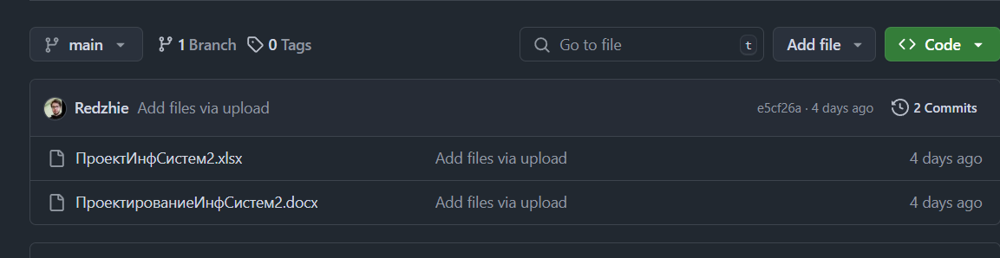 main 1 Branch 0 Tags Go to file t Add file Code
Redzhie Add files via upload e5cf26a · 4 days ago 2 Commits
ПроектИнфСистем2.xlsx Add files via upload 4 days ago
ПроектированиеИнфСистем2.docx Add files via upload 4 days ago